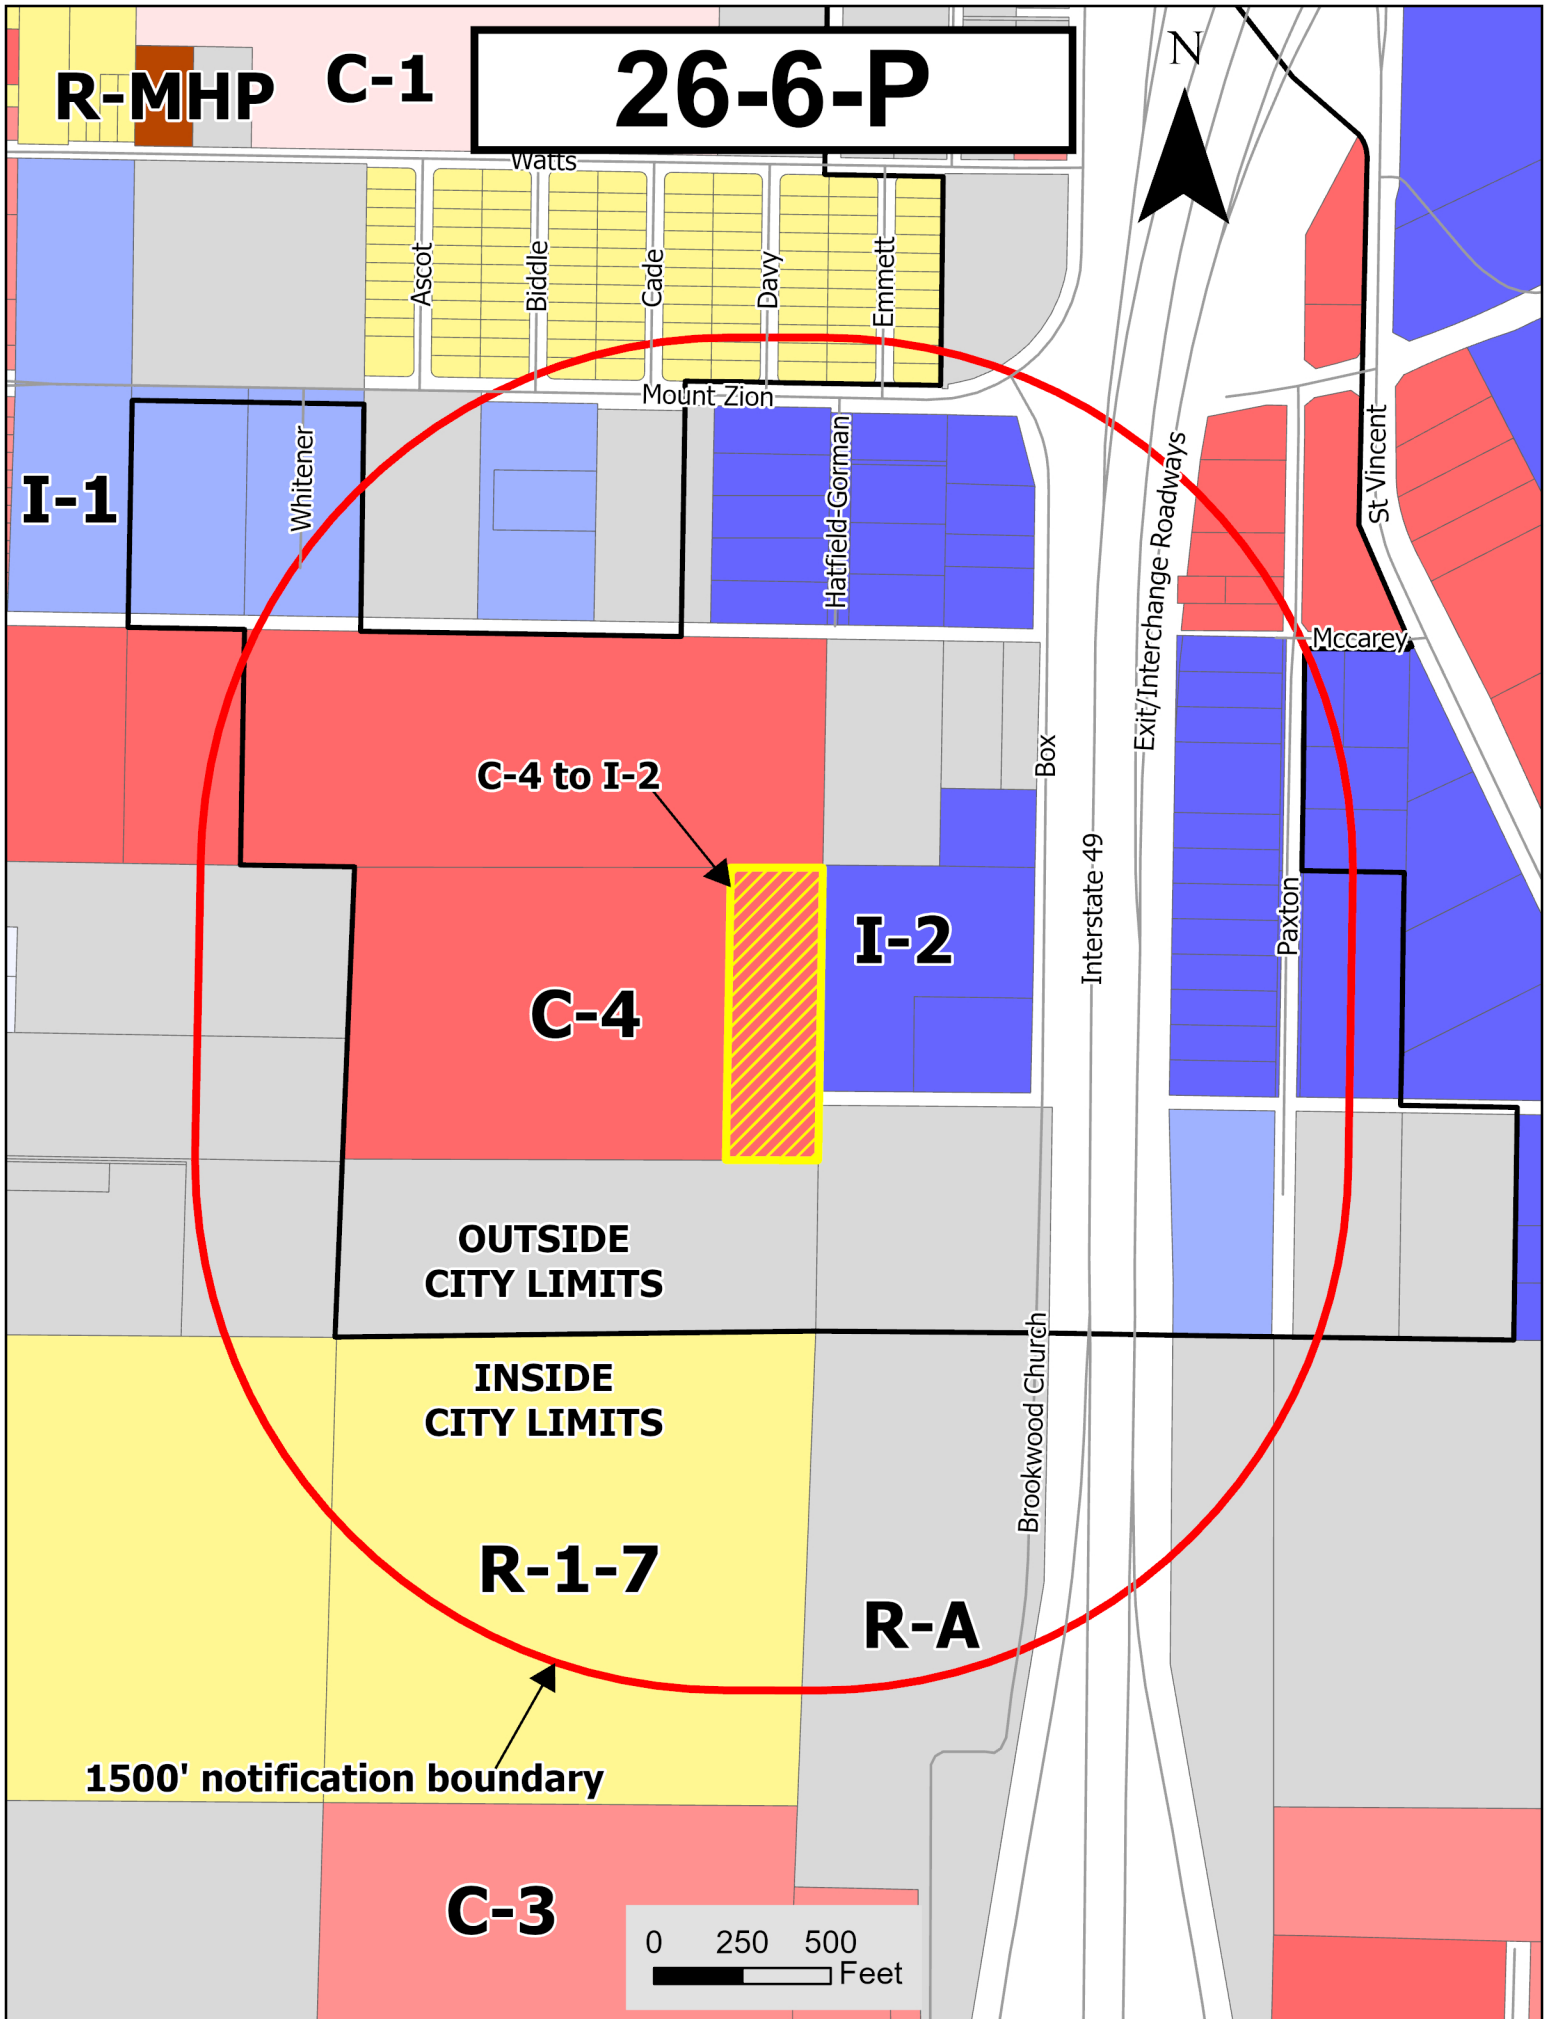 26-6-P
N
R-MHP
C-1
Watts
Ascot
Biddle
Cade
Davy
Emmett
Mount Zion
Whitener
I-1
Hatfield-Gorman
Exit/Interchange Roadways
St Vincent
Mccarey
Box
C-4 to I-2
Interstate 49
Paxton
I-2
C-4
OUTSIDE
CITY LIMITS
INSIDE
CITY LIMITS
Brookwood Church
R-1-7
R-A
1500' notification boundary
C-3
0 250 500
Feet